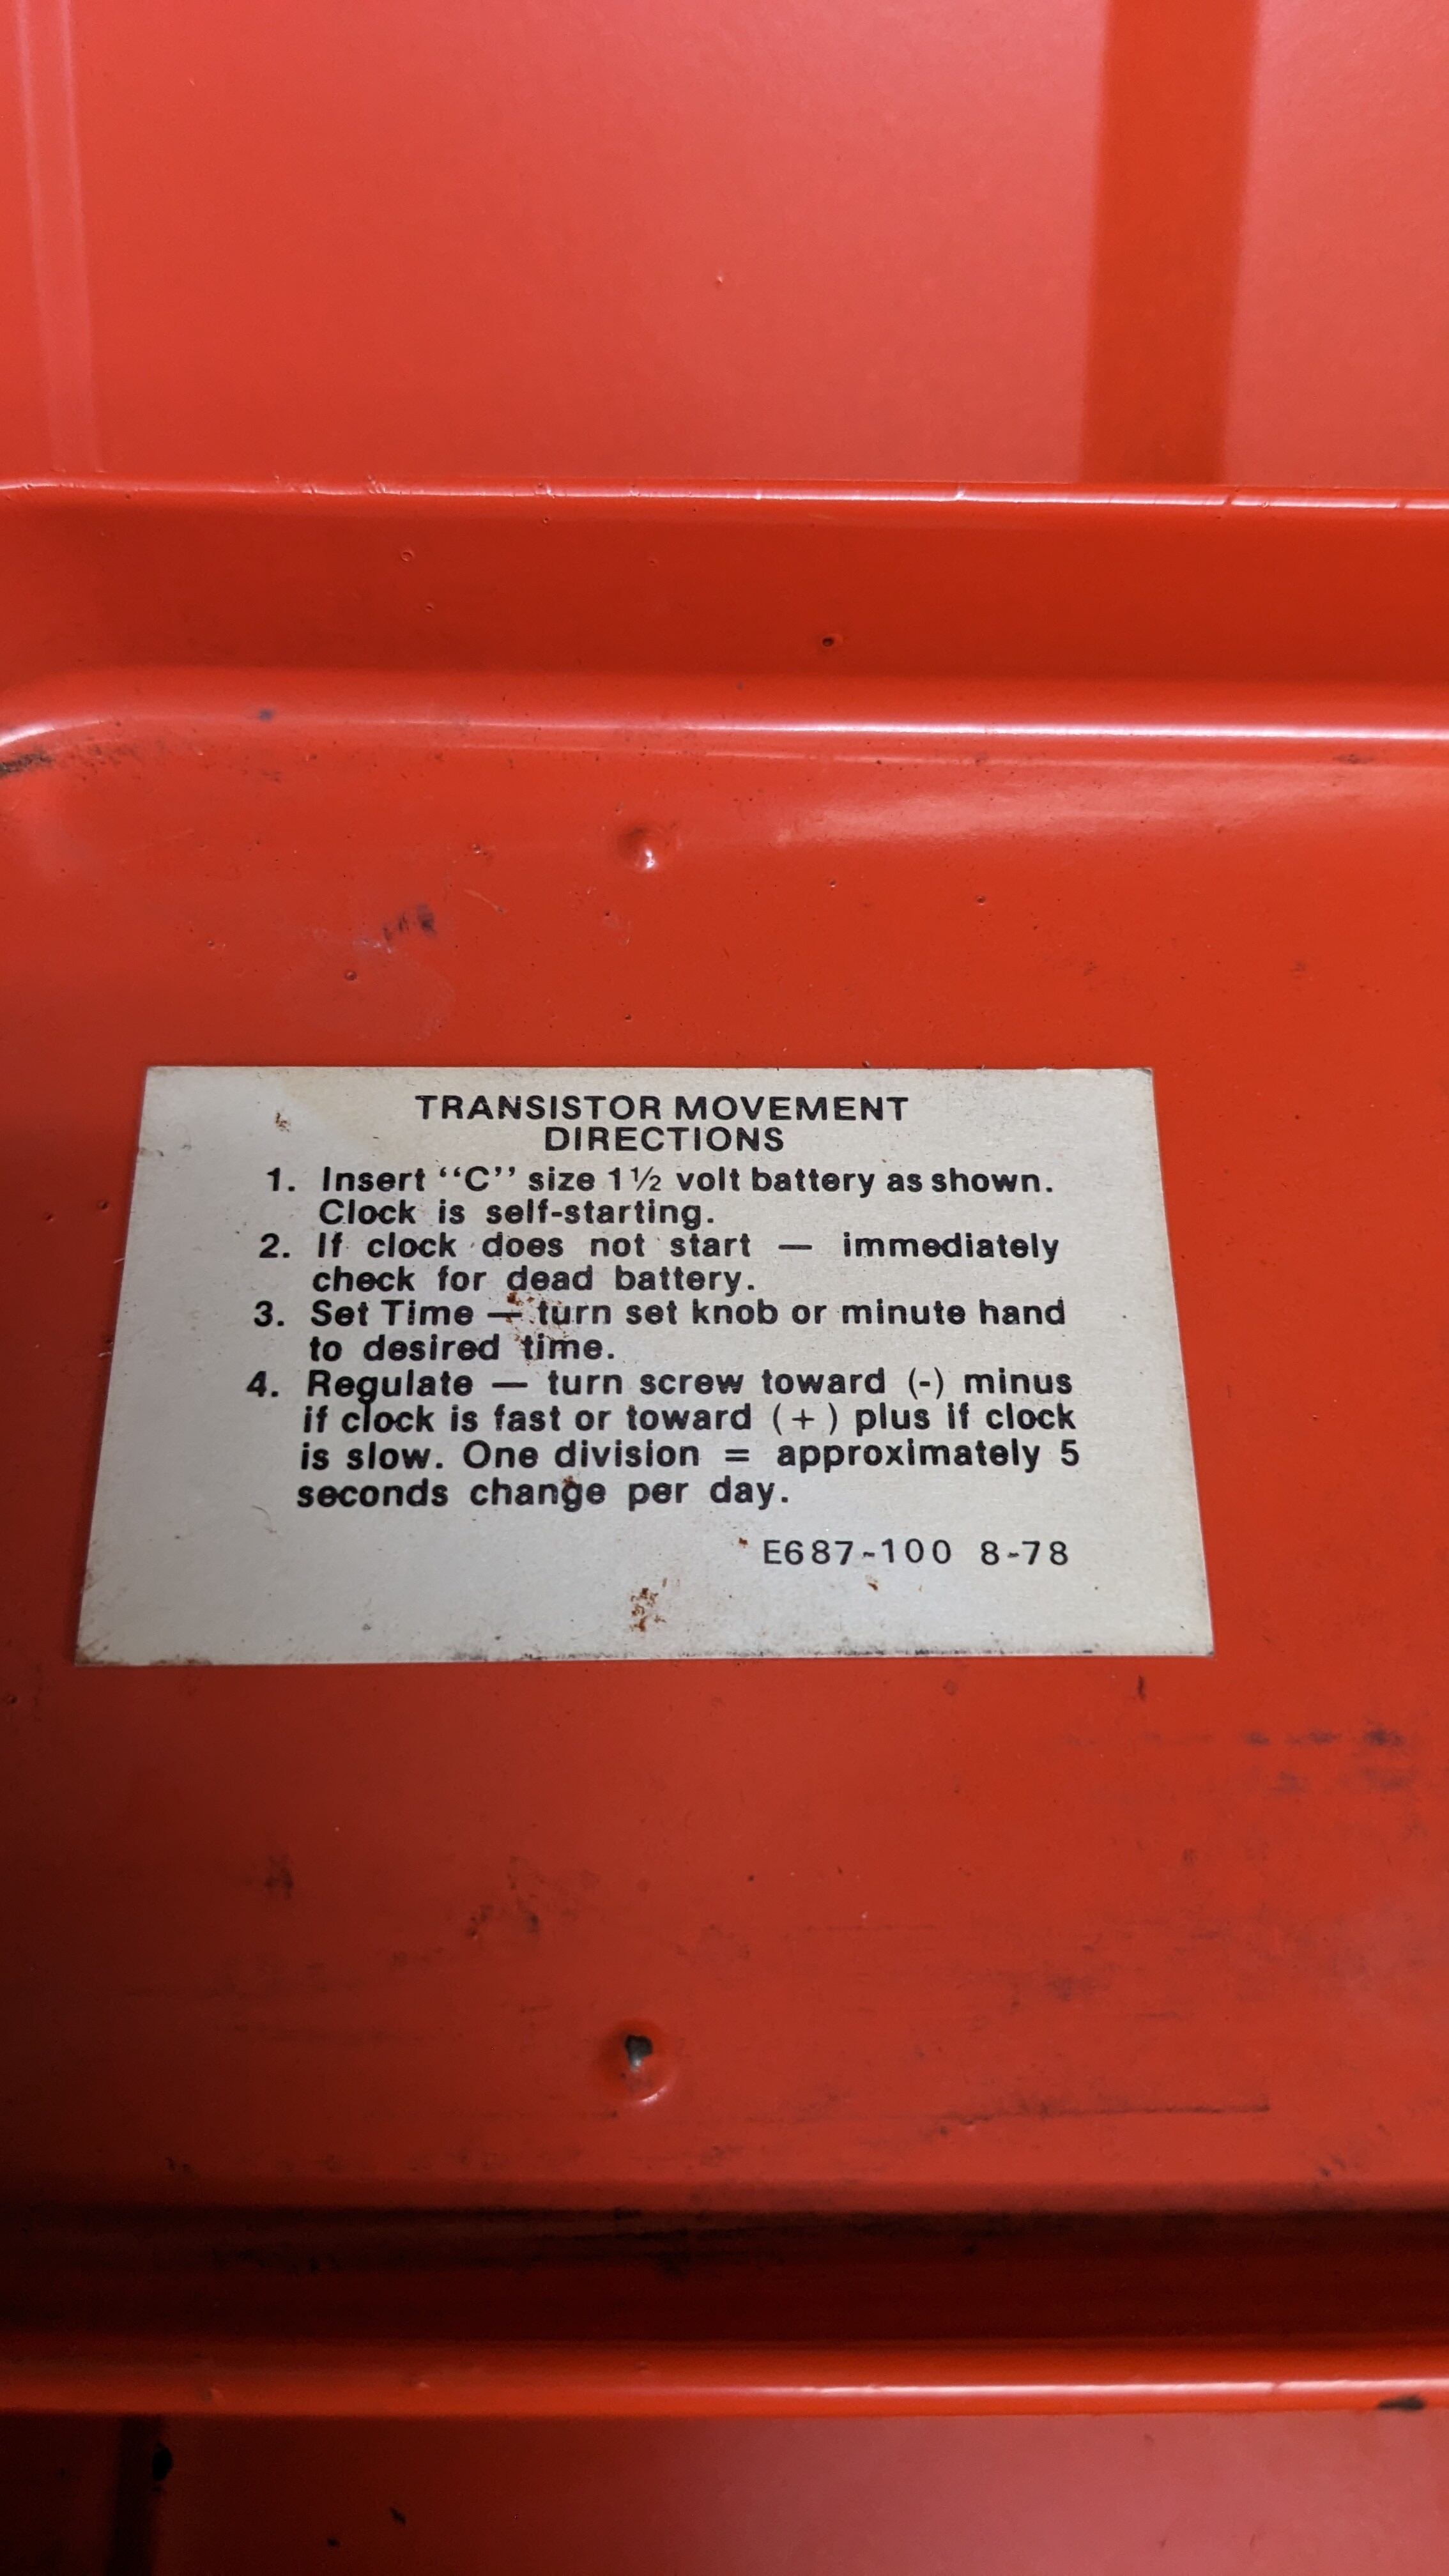 TRANSISTOR MOVEMENT
DIRECTIONS
1. Insert “C” size 1½ volt battery as shown.
Clock is self-starting.
2. If clock does not start — immediately
check for dead battery.
3. Set Time — turn set knob or minute hand
to desired time.
4. Regulate — turn screw toward (-) minus
if clock is fast or toward (+) plus if clock
is slow. One division = approximately 5
seconds change per day.
E687-100 8-78